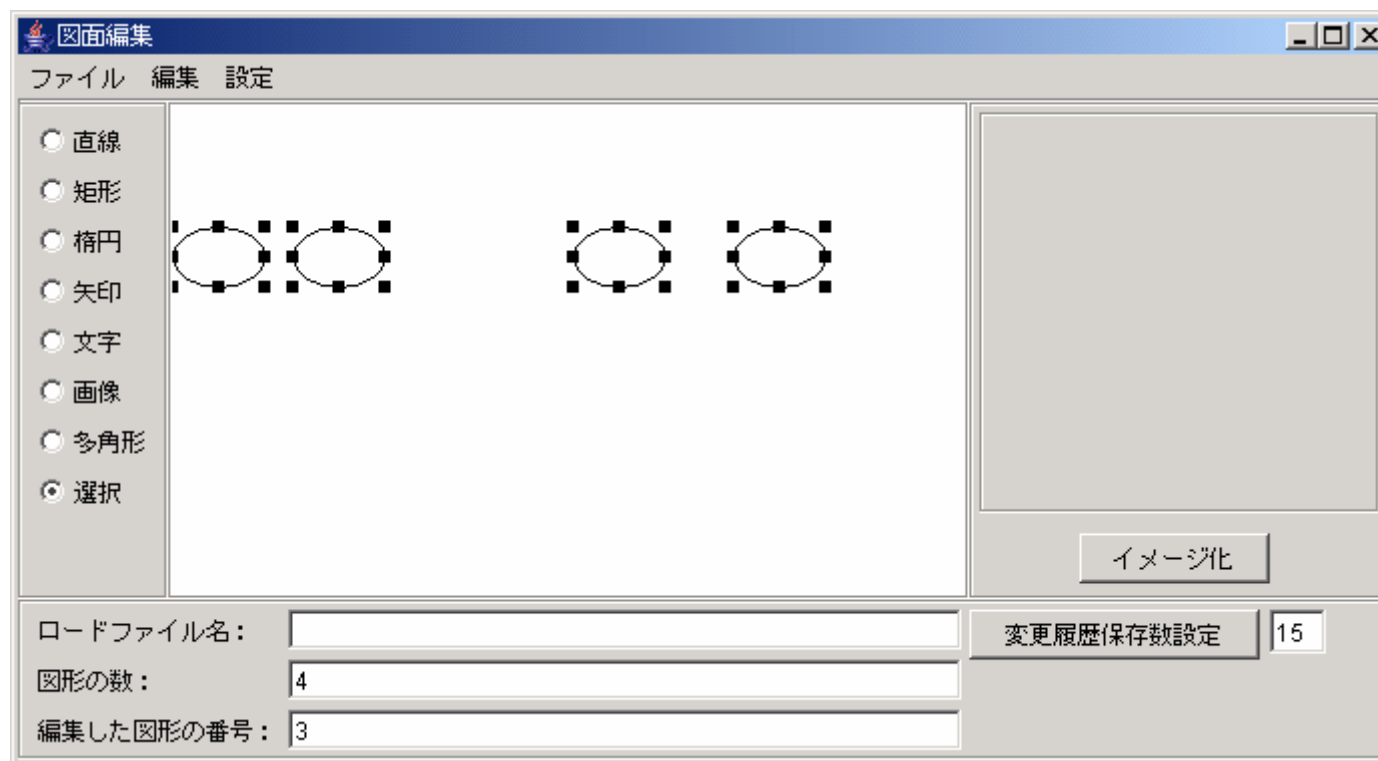 図面編集
ファイル 編集 設定
直線
矩形
楕円
矢印
文字
画像
多角形
選択
イメージ化
ロードファイル名：
変更履歴保存数設定 15
図形の数： 4
編集した図形の番号： 3